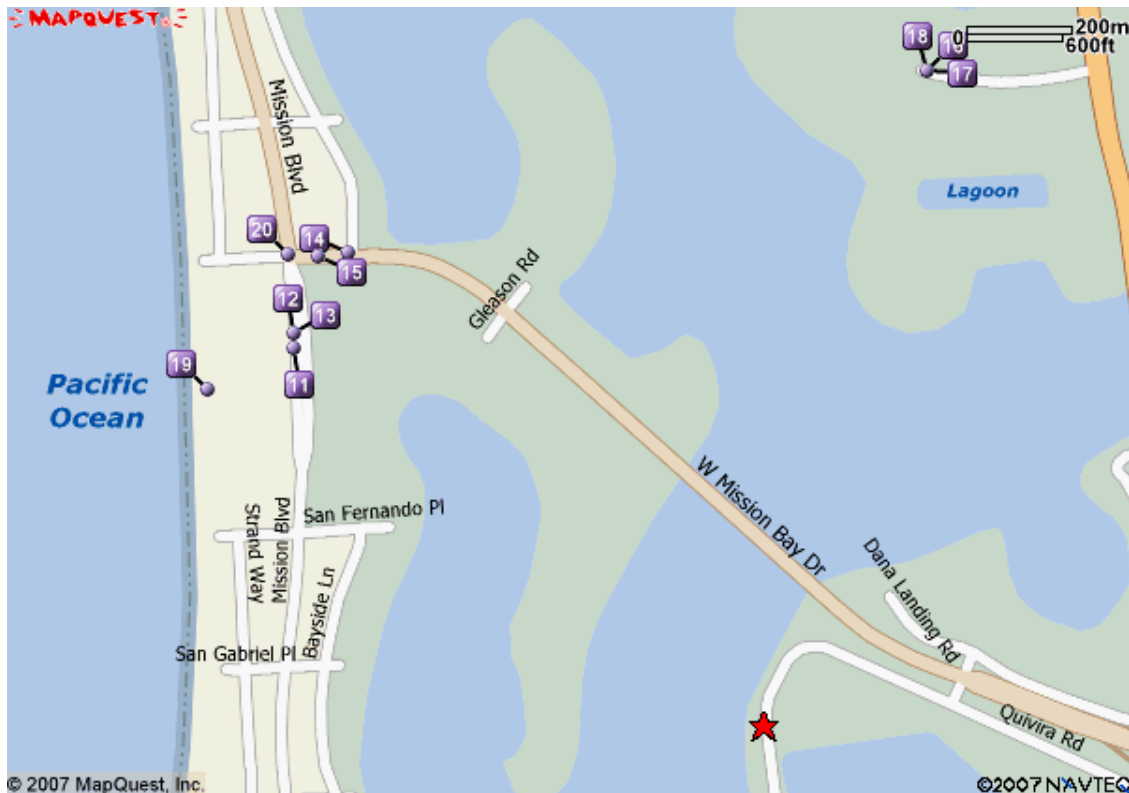 MAPQUEST
18
16
0
200m
600ft
17
Mission Blvd
Lagoon
20
14
15
Gleason Rd
12
13
19
11
Pacific
Ocean
W Mission Bay Dr
San Fernando Pl
Strand Way
Mission Blvd
Dana Landing Rd
Bayside Ln
San Gabriel Pl
Quivira Rd
© 2007 MapQuest, Inc.
©2007 NAVTEQ